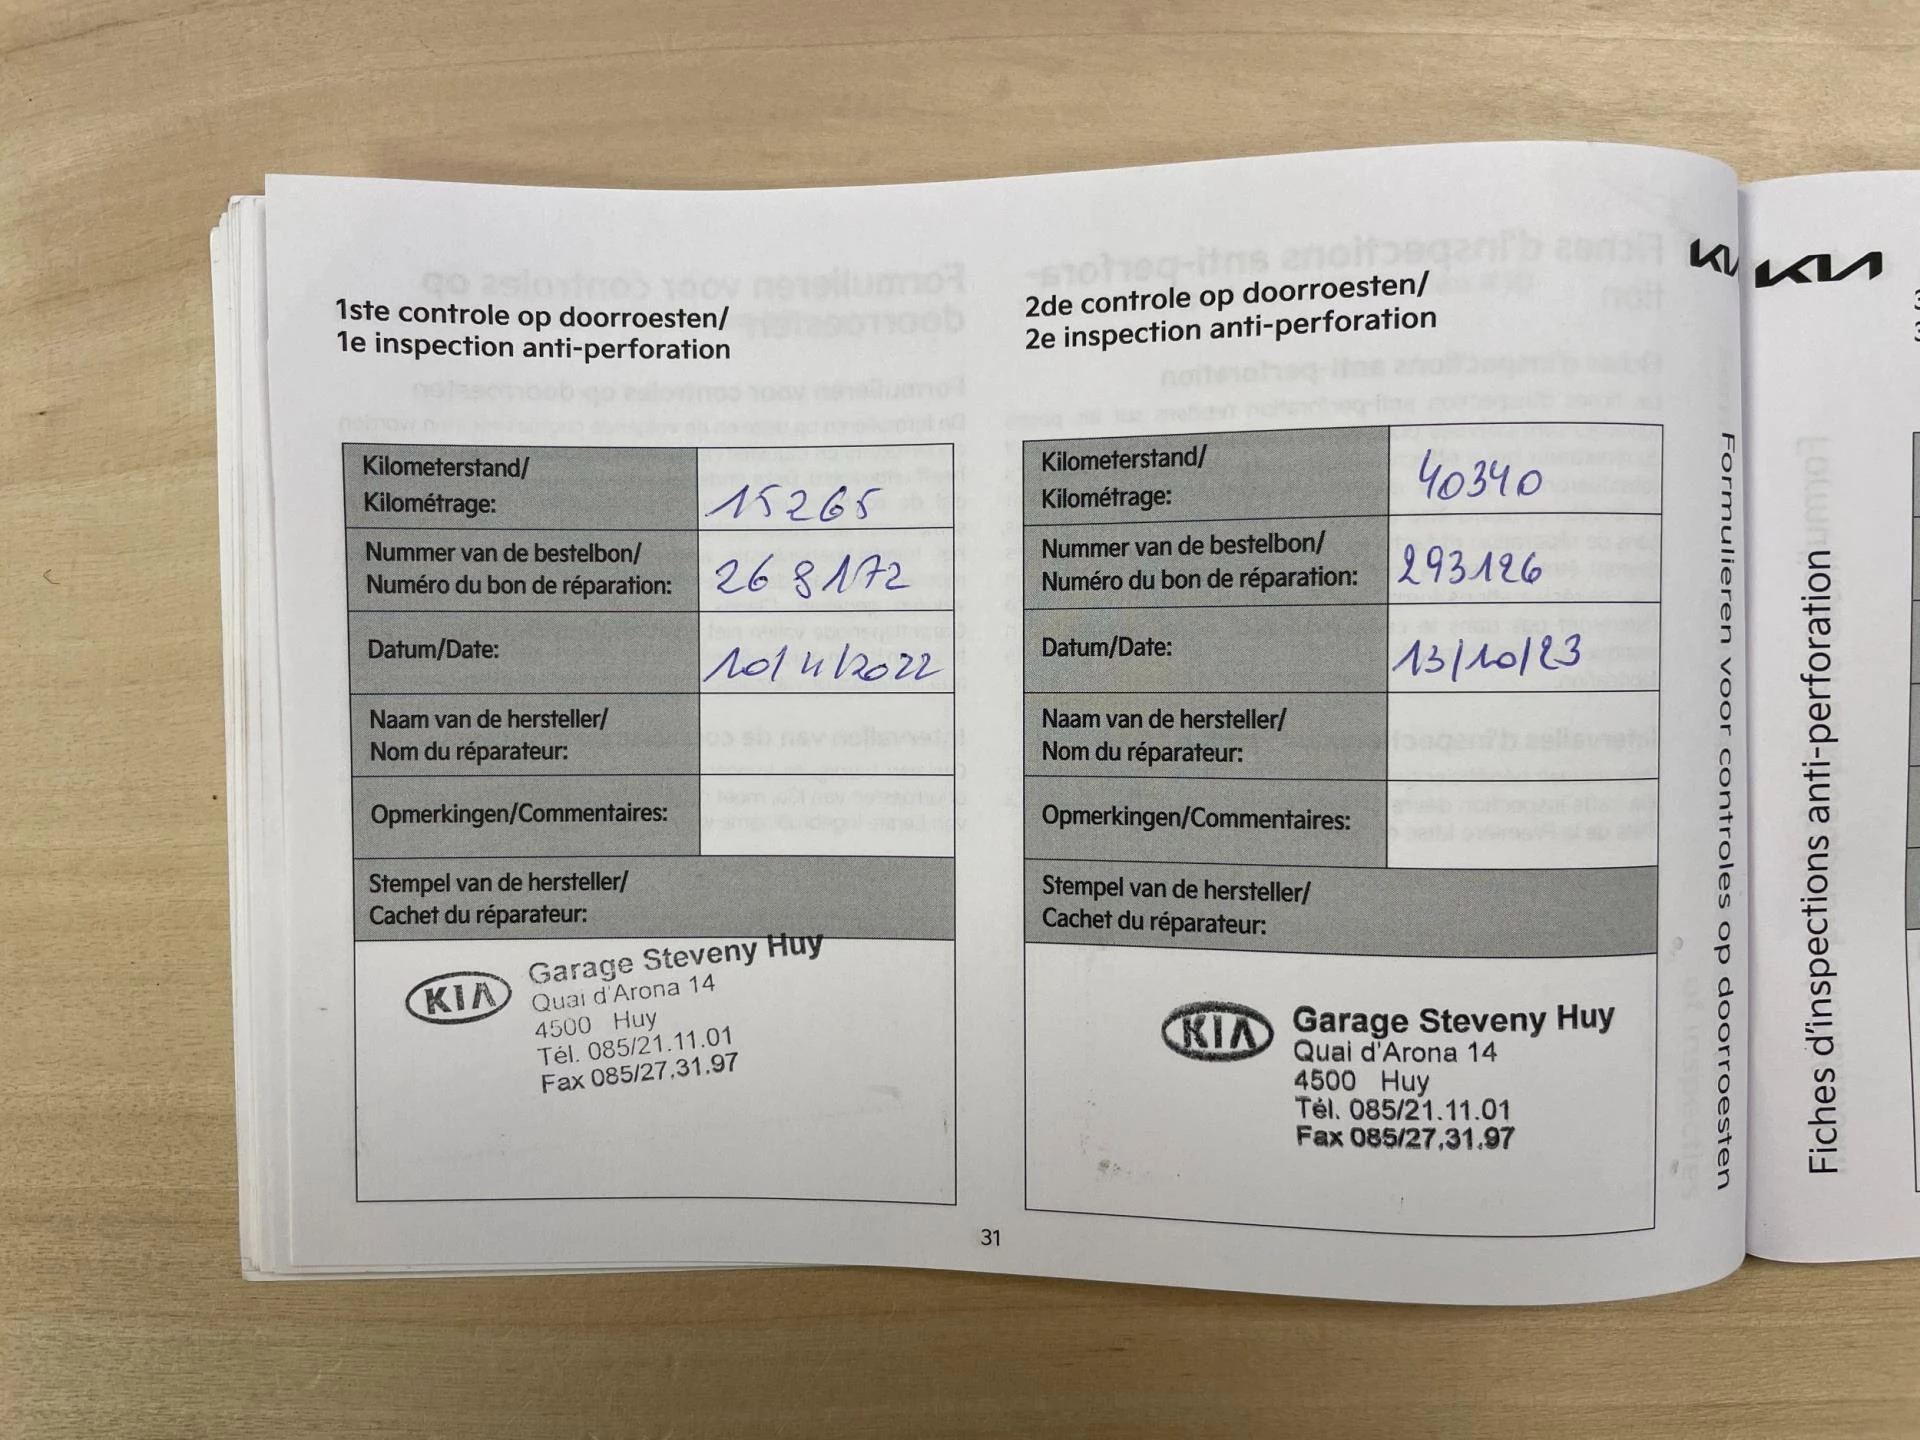 1ste controle op doorroesten/
1e inspection anti-perforation
Kilometerstand/
Kilométrage:
15265
Nummer van de bestelbon/
Numéro du bon de réparation:
268172
Datum/Date:
10/11/2022
Naam van de hersteller/
Nom du réparateur:
Opmerkingen/Commentaires:
Stempel van de hersteller/
Cachet du réparateur:
KIA
Garage Steveny Huy
Quai d'Arona 14
4500 Huy
Tél. 085/21.11.01
Fax 085/27.31.97
2de controle op doorroesten/
2e inspection anti-perforation
Kilometerstand/
Kilométrage:
40340
Nummer van de bestelbon/
Numéro du bon de réparation:
293126
Datum/Date:
13/10/23
Naam van de hersteller/
Nom du réparateur:
Opmerkingen/Commentaires:
Stempel van de hersteller/
Cachet du réparateur:
KIA
Garage Steveny Huy
Quai d'Arona 14
4500 Huy
Tél. 085/21.11.01
Fax 085/27.31.97
31
Formulieren voor controles op doorroesten
KIA
Fiches d'inspections anti-perforation